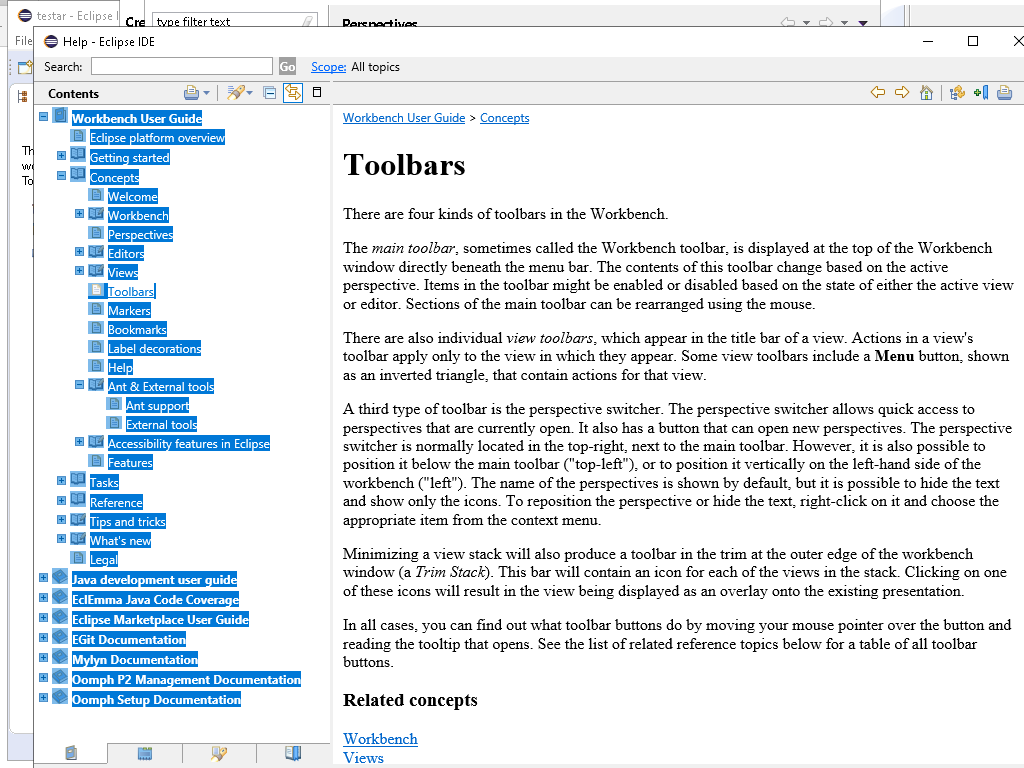 testar - Eclipse I
Cre
type filter text
Perspectives
File
Help - Eclipse IDE
Search:
Go
Scope: All topics
Contents
Workbench User Guide
Eclipse platform overview
Getting started
Concepts
Welcome
Workbench
Perspectives
Editors
Views
Toolbars
Markers
Bookmarks
Label decorations
Help
Ant & External tools
Ant support
External tools
Accessibility features in Eclipse
Features
Tasks
Reference
Tips and tricks
What's new
Legal
Java development user guide
EclEmma Java Code Coverage
Eclipse Marketplace User Guide
EGit Documentation
Mylyn Documentation
Oomph P2 Management Documentation
Oomph Setup Documentation
Th
wo
To
Workbench User Guide > Concepts
Toolbars
There are four kinds of toolbars in the Workbench.
The main toolbar, sometimes called the Workbench toolbar, is displayed at the top of the Workbench
window directly beneath the menu bar. The contents of this toolbar change based on the active
perspective. Items in the toolbar might be enabled or disabled based on the state of either the active view
or editor. Sections of the main toolbar can be rearranged using the mouse.
There are also individual view toolbars, which appear in the title bar of a view. Actions in a view's
toolbar apply only to the view in which they appear. Some view toolbars include a Menu button, shown
as an inverted triangle, that contain actions for that view.
A third type of toolbar is the perspective switcher. The perspective switcher allows quick access to
perspectives that are currently open. It also has a button that can open new perspectives. The perspective
switcher is normally located in the top-right, next to the main toolbar. However, it is also possible to
position it below the main toolbar ("top-left"), or to position it vertically on the left-hand side of the
workbench ("left"). The name of the perspectives is shown by default, but it is possible to hide the text
and show only the icons. To reposition the perspective or hide the text, right-click on it and choose the
appropriate item from the context menu.
Minimizing a view stack will also produce a toolbar in the trim at the outer edge of the workbench
window (a Trim Stack). This bar will contain an icon for each of the views in the stack. Clicking on one
of these icons will result in the view being displayed as an overlay onto the existing presentation.
In all cases, you can find out what toolbar buttons do by moving your mouse pointer over the button and
reading the tooltip that opens. See the list of related reference topics below for a table of all toolbar
buttons.
Related concepts
Workbench
Views